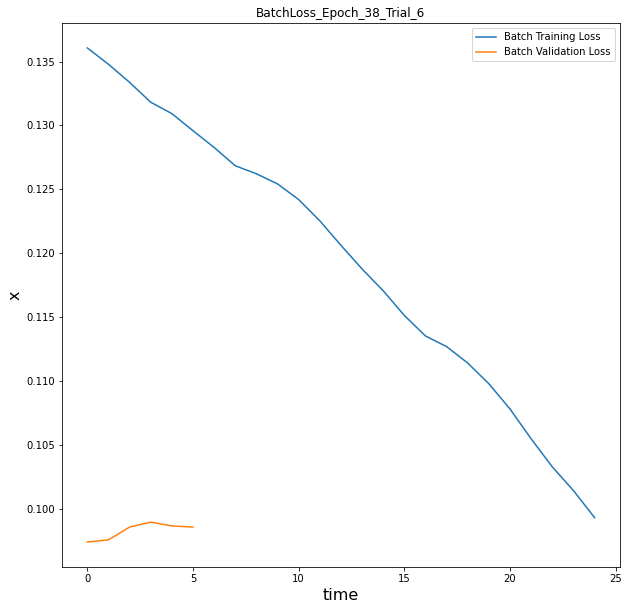 BatchLoss_Epoch_38_Trial_6
Batch Training Loss
Batch Validation Loss
0.135
0.130
0.125
0.120
0.115
0.110
0.105
0.100
x
0 5 10 15 20 25
time